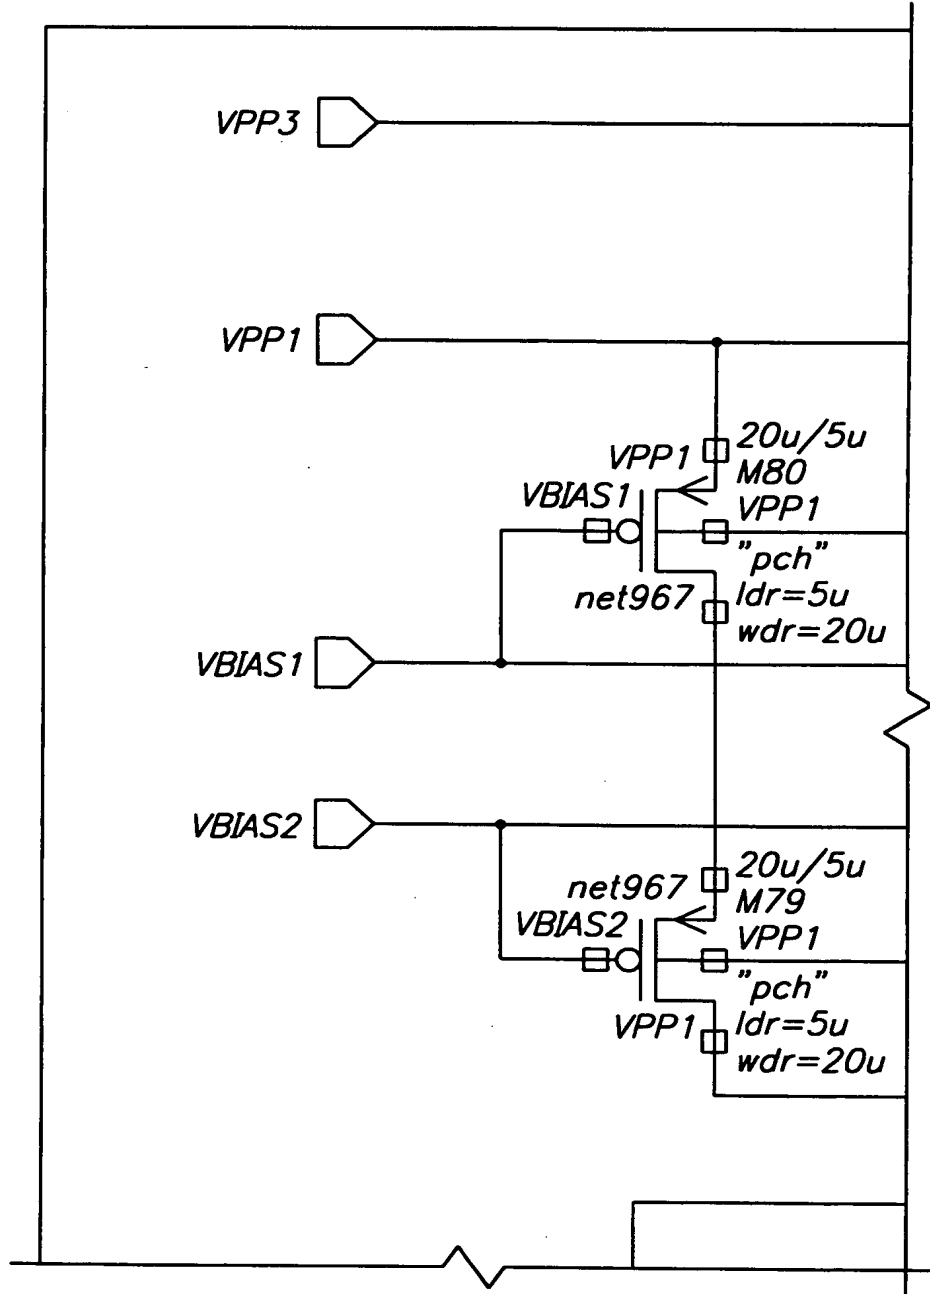 VPP3
VPP1
20u/5u
VPP1
M80
VBIAS1
VPP1
"pch"
net967
ldr=5u
wdr=20u
VBIAS1
VBIAS2
20u/5u
net967
M79
VBIAS2
VPP1
"pch"
VPP1
ldr=5u
wdr=20u